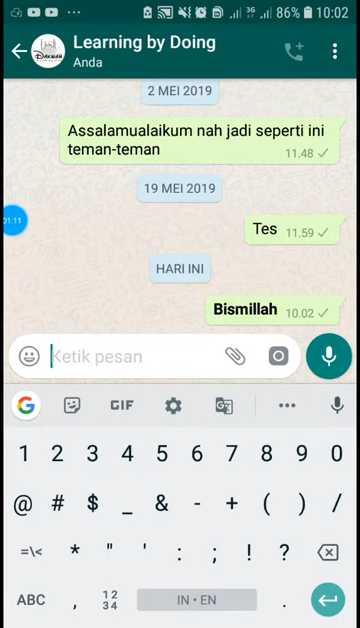 3G 86% 10:02
Learning by Doing
Anda
2 MEI 2019
Assalamualaikum nah jadi seperti ini
teman-teman
11.48
19 MEI 2019
01:11
Tes 11.59
HARI INI
Bismillah 10.02
Ketik pesan
G GIF
1 2 3 4 5 6 7 8 9 0
@ # $ _ & - + ( ) /
=\< * " ' : ; ! ?
ABC , 12 34 IN • EN .